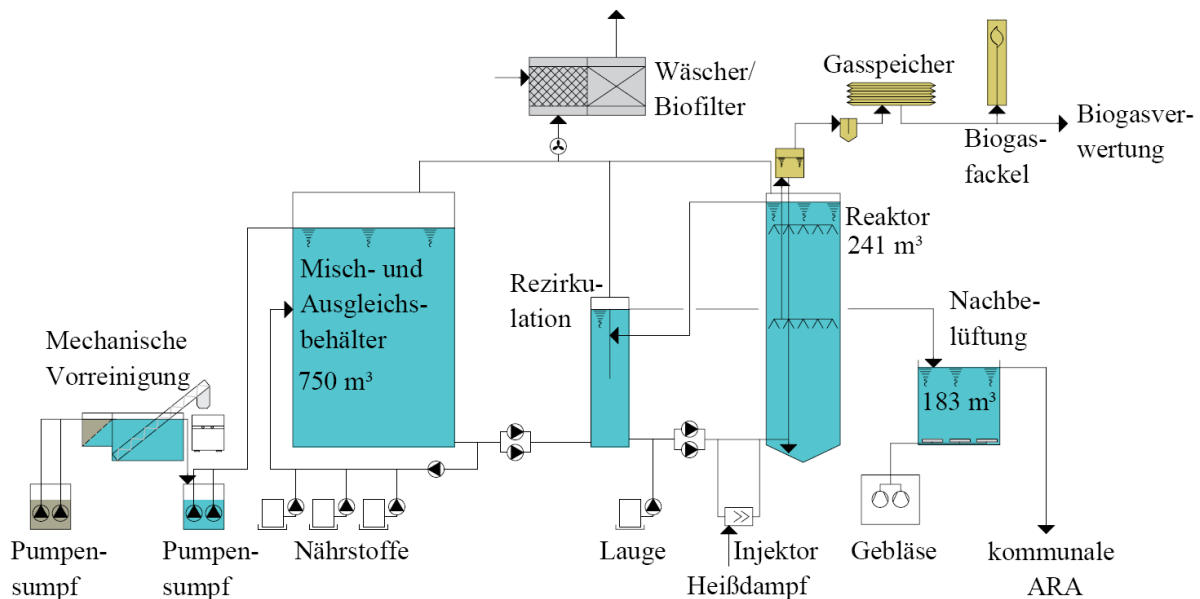 Wäscher/
Biofilter
Gasspeicher
Biogas-
fackel
Biogasver-
wertung
Reaktor
241 m³
Misch- und
Ausgleichs-
behälter
750 m³
Rezirku-
lation
Nachbe-
lüftung
183 m³
Mechanische
Vorreinigung
Pumpen-
sumpf
Pumpen-
sumpf
Nährstoffe
Lauge
Injektor
Heißdampf
Gebläse
kommunale
ARA